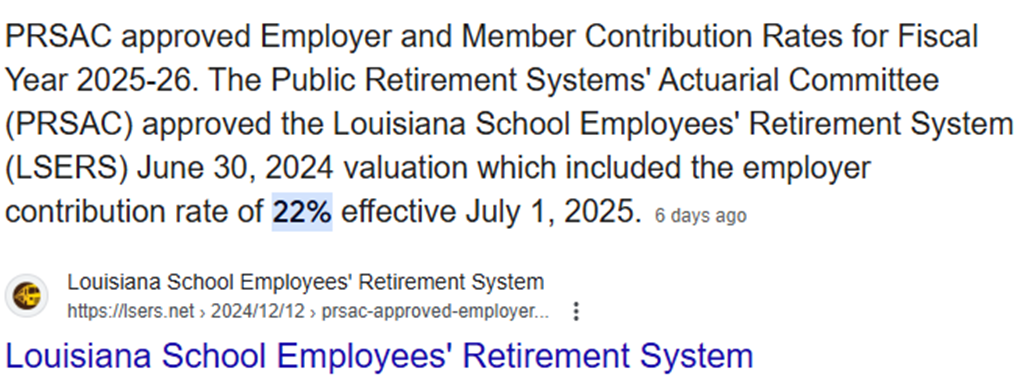 PRSAC approved Employer and Member Contribution Rates for Fiscal
Year 2025-26. The Public Retirement Systems' Actuarial Committee
(PRSAC) approved the Louisiana School Employees' Retirement System
(LSERS) June 30, 2024 valuation which included the employer
contribution rate of 22% effective July 1, 2025. 6 days ago
Louisiana School Employees' Retirement System
https://lsers.net › 2024/12/12 › prsac-approved-employer...
Louisiana School Employees' Retirement System